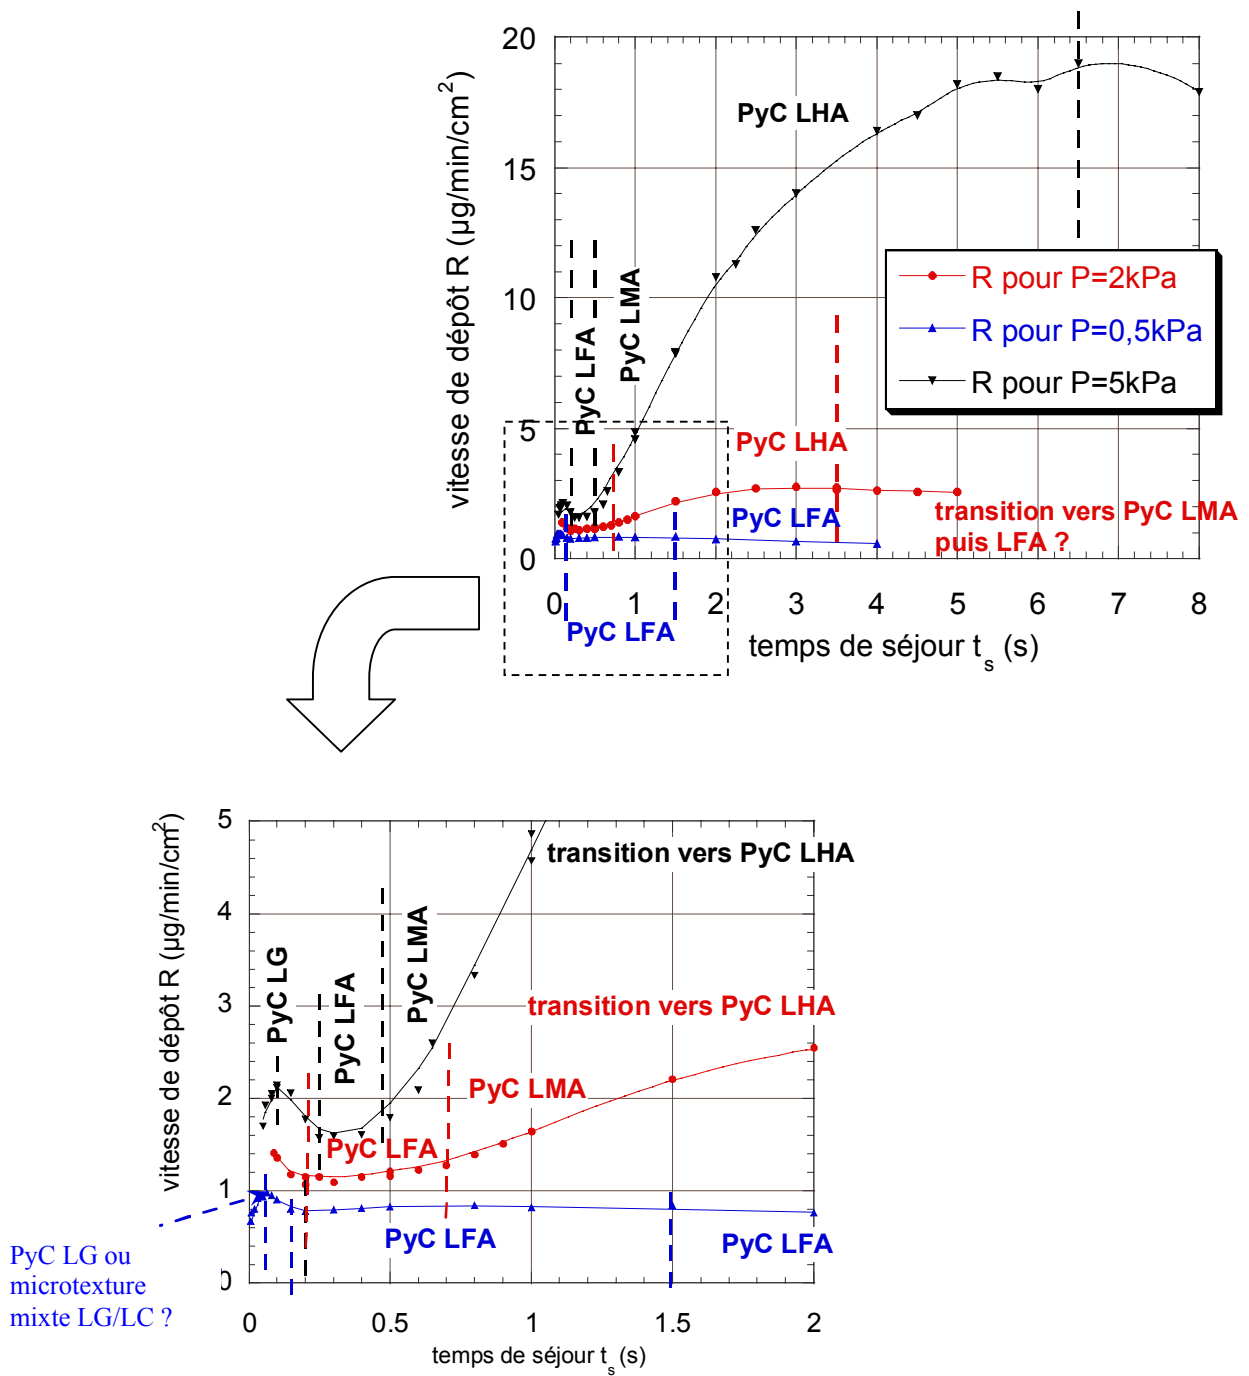 vitesse de dépôt R (µg/min/cm²)
20
15
10
5
0
PyC LHA
PyC LFA
PyC LMA
R pour P=2kPa
R pour P=0,5kPa
R pour P=5kPa
PyC LHA
PyC LFA
transition vers PyC LMA
puis LFA ?
0 1 2 3 4 5 6 7 8
PyC LFA
temps de séjour t_s (s)
vitesse de dépôt R (µg/min/cm²)
5
4
3
2
1
0
transition vers PyC LHA
PyC LG
PyC LFA
PyC LMA
transition vers PyC LHA
PyC LMA
PyC LFA
PyC LFA
PyC LFA
PyC LG ou
microtexture
mixte LG/LC ?
0 0.5 1 1.5 2
temps de séjour t_s (s)